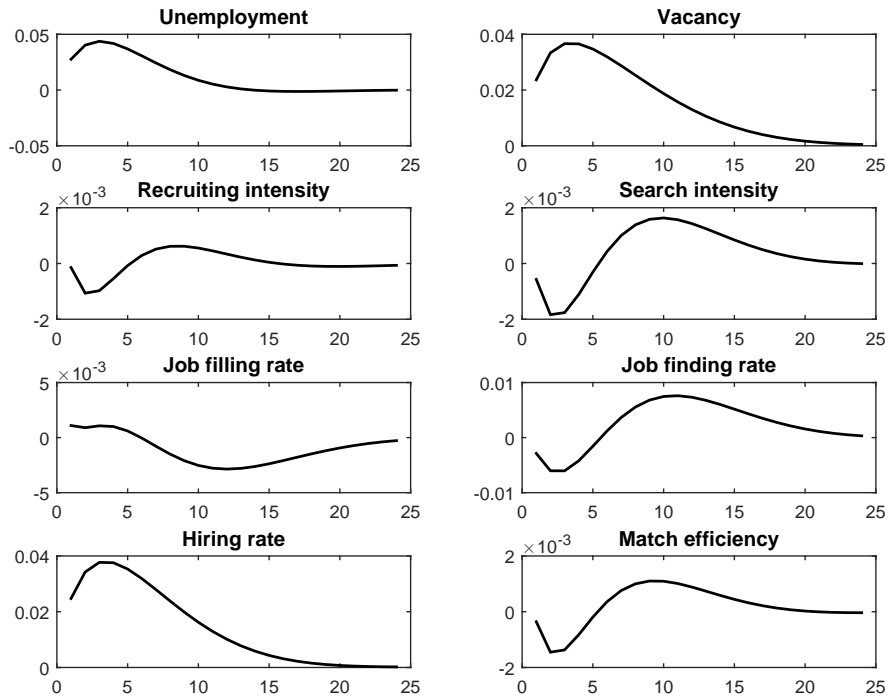 Unemployment
0.05
0
-0.05
0 5 10 15 20 25
Vacancy
0.04
0.02
0
0 5 10 15 20 25
Recruiting intensity
×10-3
2
0
-2
0 5 10 15 20 25
Search intensity
×10-3
2
0
-2
0 5 10 15 20 25
Job filling rate
×10-3
5
0
-5
0 5 10 15 20 25
Job finding rate
0.01
0
-0.01
0 5 10 15 20 25
Hiring rate
0.04
0.02
0
0 5 10 15 20 25
Match efficiency
×10-3
2
0
-2
0 5 10 15 20 25